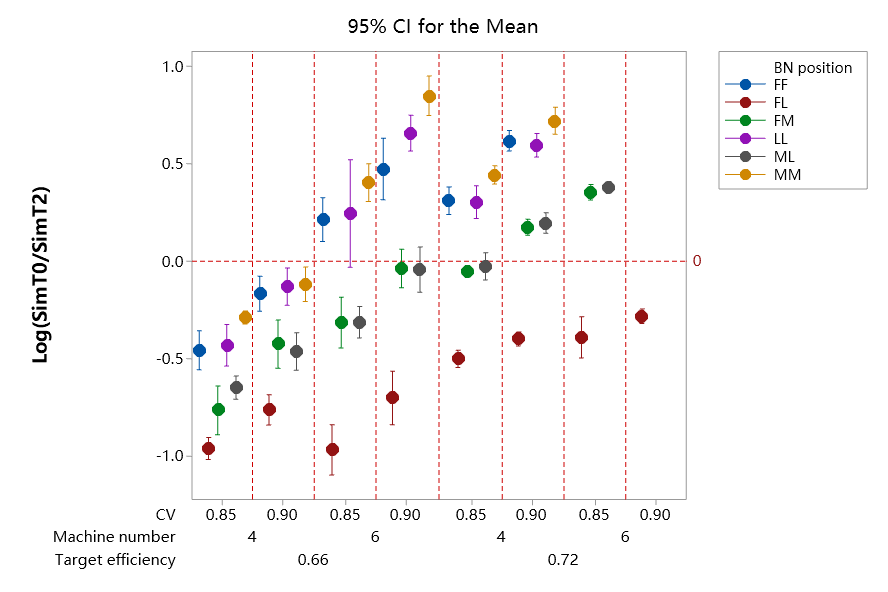 95% CI for the Mean
BN position
FF
FL
FM
LL
ML
MM
Log(SimT0/SimT2)
1.0
0.5
0.0
-0.5
-1.0
0
CV 0.85 0.90 0.85 0.90 0.85 0.90 0.85 0.90
Machine number 4 6 4 6
Target efficiency 0.66 0.72